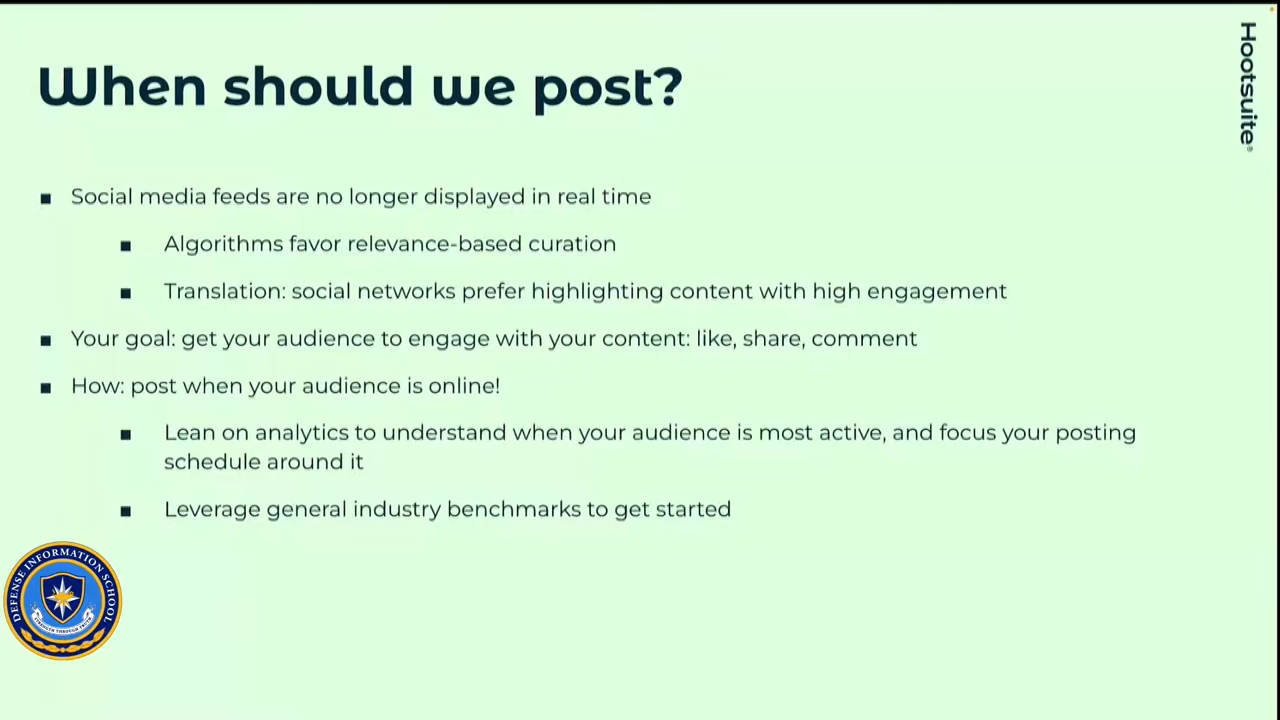 When should we post?
Hootsuite®
▪ Social media feeds are no longer displayed in real time
▪ Algorithms favor relevance-based curation
▪ Translation: social networks prefer highlighting content with high engagement
▪ Your goal: get your audience to engage with your content: like, share, comment
▪ How: post when your audience is online!
▪ Lean on analytics to understand when your audience is most active, and focus your posting
schedule around it
▪ Leverage general industry benchmarks to get started
DEFENSE INFORMATION SCHOOL
STRENGTH THROUGH TRUTH